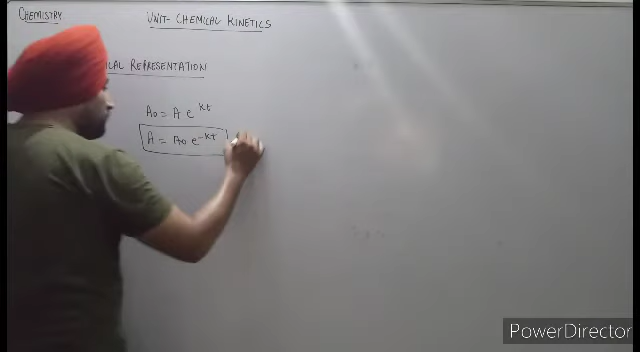 CHEMISTRY
UNIT- CHEMICAL KINETICS
ICAL REPRESENTATION
A₀ = A e^kt
A = A₀ e^-kt
PowerDirector